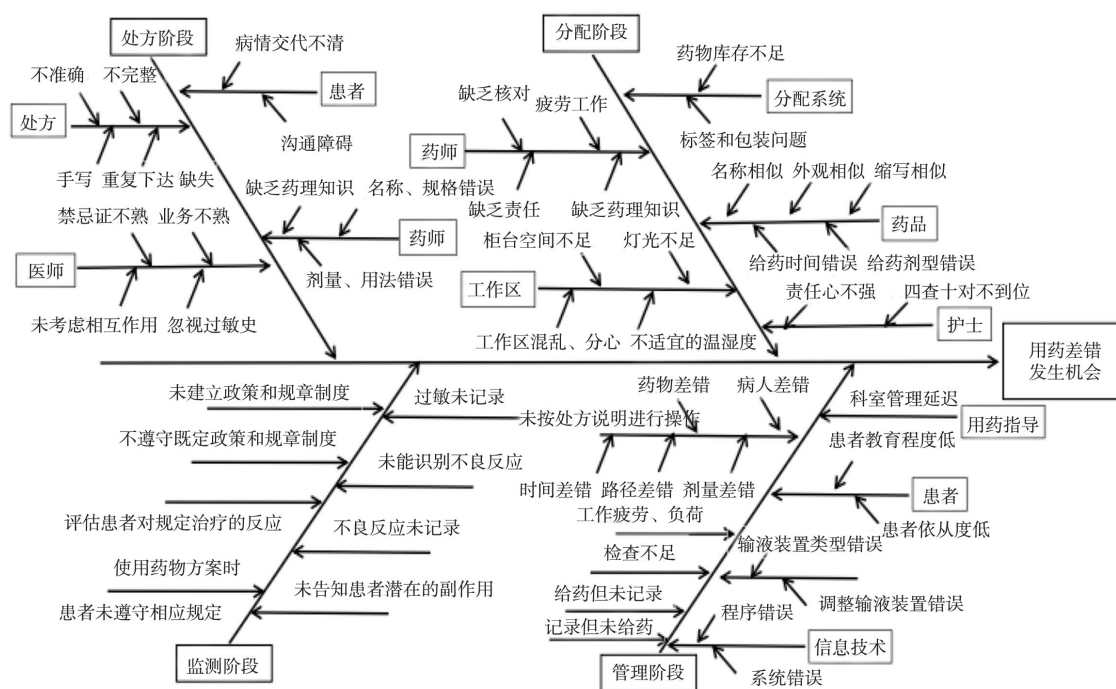 处方阶段
病情交代不清
不准确
不完整
患者
处方
沟通障碍
手写
重复下达
缺失
缺乏药理知识
名称、规格错误
禁忌证不熟
业务不熟
药师
医师
剂量、用法错误
未考虑相互作用
忽视过敏史
分配阶段
药物库存不足
缺乏核对
疲劳工作
分配系统
药师
标签和包装问题
名称相似
外观相似
缩写相似
缺乏责任
缺乏药理知识
药品
柜台空间不足
灯光不足
给药时间错误
给药剂型错误
工作区
责任心不强
四查十对不到位
护士
工作区混乱、分心
不适宜的温湿度
用药差错
发生机会
未建立政策和规章制度
过敏未记录
不遵守既定政策和规章制度
未能识别不良反应
评估患者对规定治疗的反应
不良反应未记录
使用药物方案时
患者未遵守相应规定
未告知患者潜在的副作用
监测阶段
药物差错
病人差错
科室管理延迟
未按处方说明进行操作
用药指导
患者教育程度低
时间差错
路径差错
剂量差错
患者
工作疲劳、负荷
患者依从度低
检查不足
输液装置类型错误
给药但未记录
调整输液装置错误
记录但未给药
程序错误
信息技术
系统错误
管理阶段